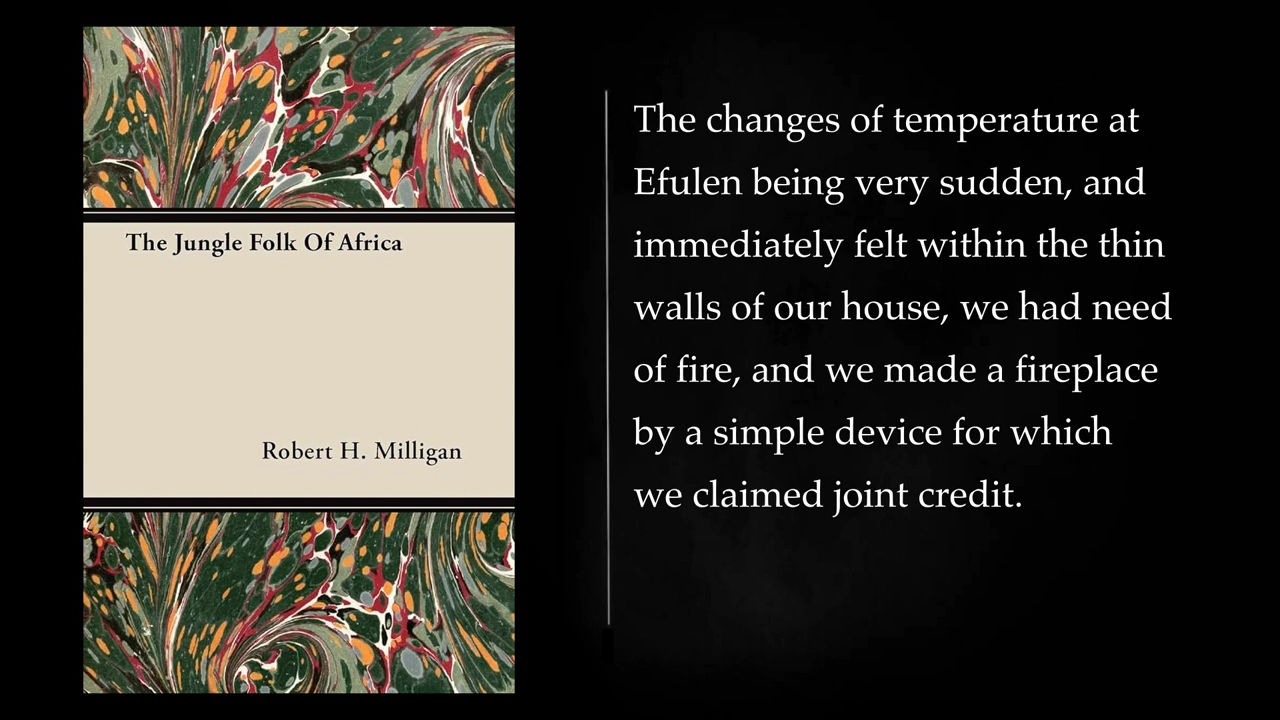 The Jungle Folk Of Africa
Robert H. Milligan
The changes of temperature at
Efulen being very sudden, and
immediately felt within the thin
walls of our house, we had need
of fire, and we made a fireplace
by a simple device for which
we claimed joint credit.